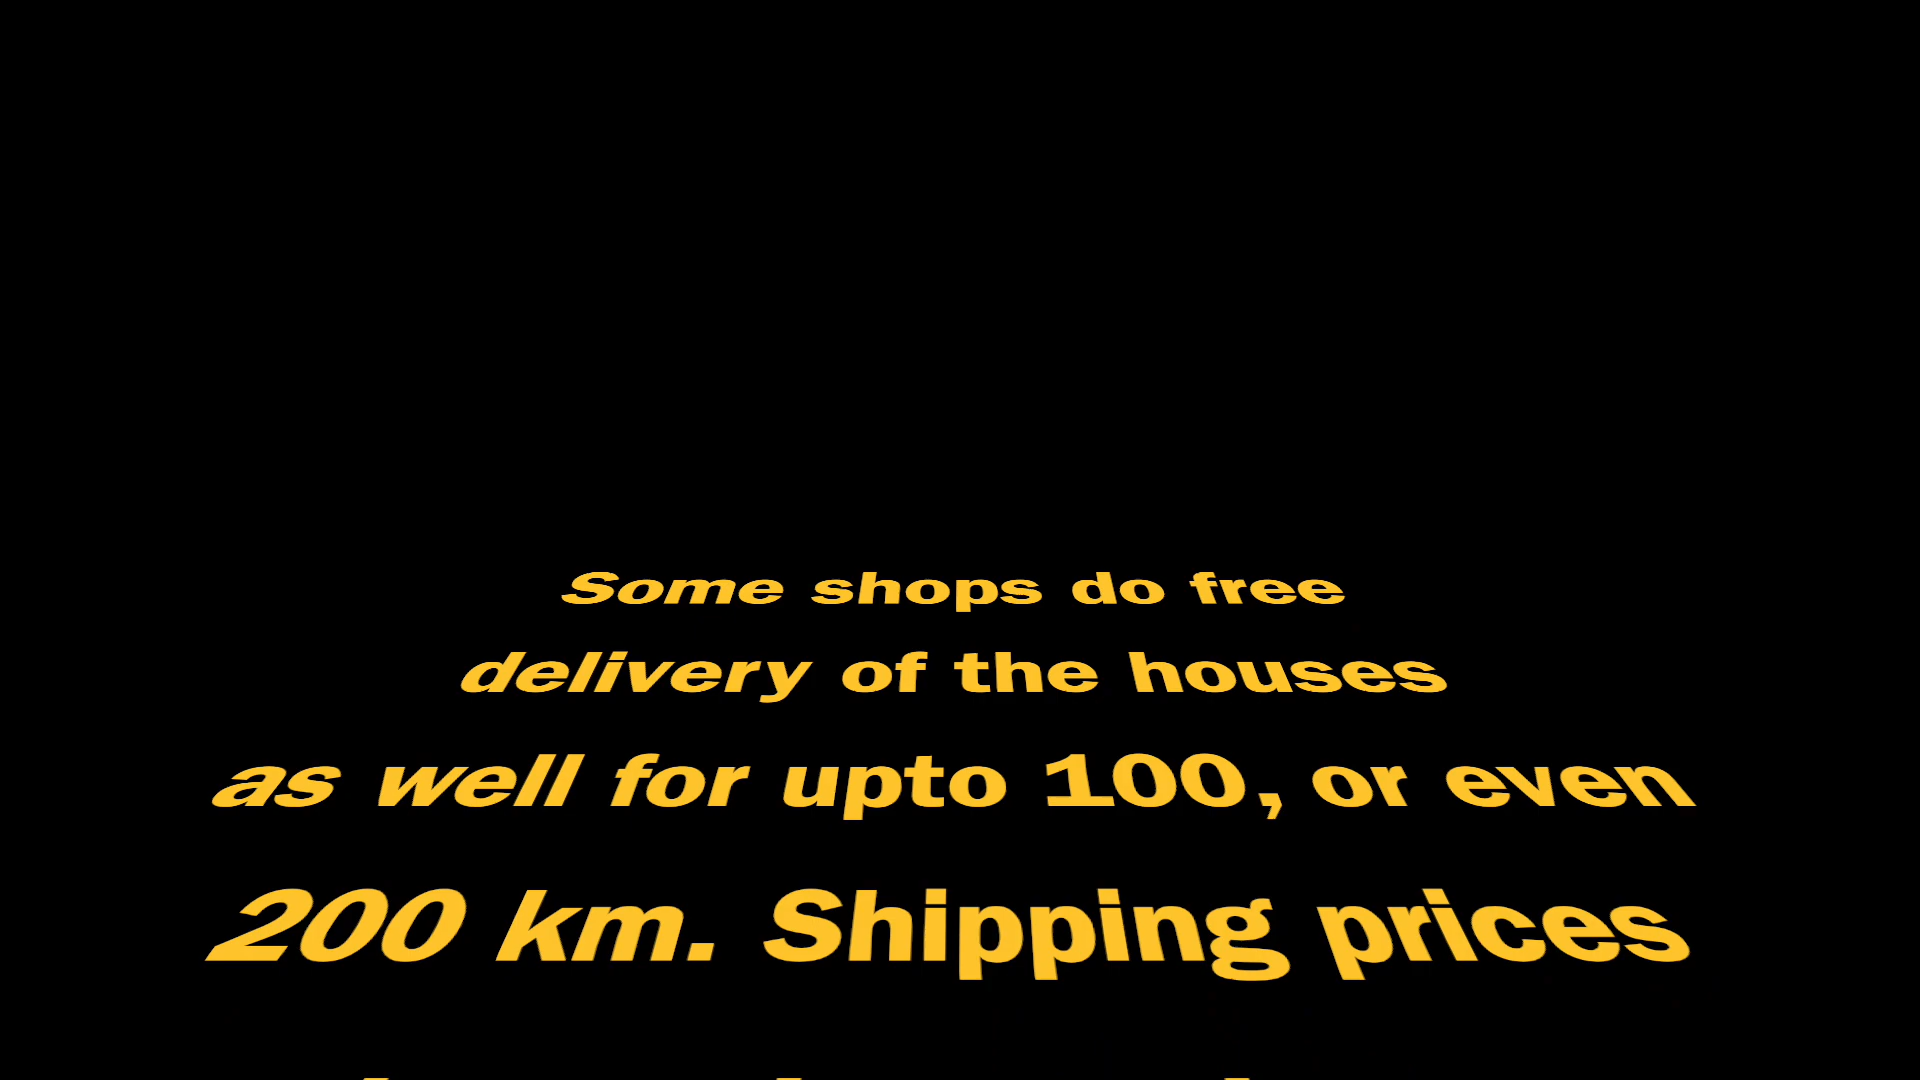 Some shops do free
delivery of the houses
as well for upto 100, or even
200 km. Shipping prices